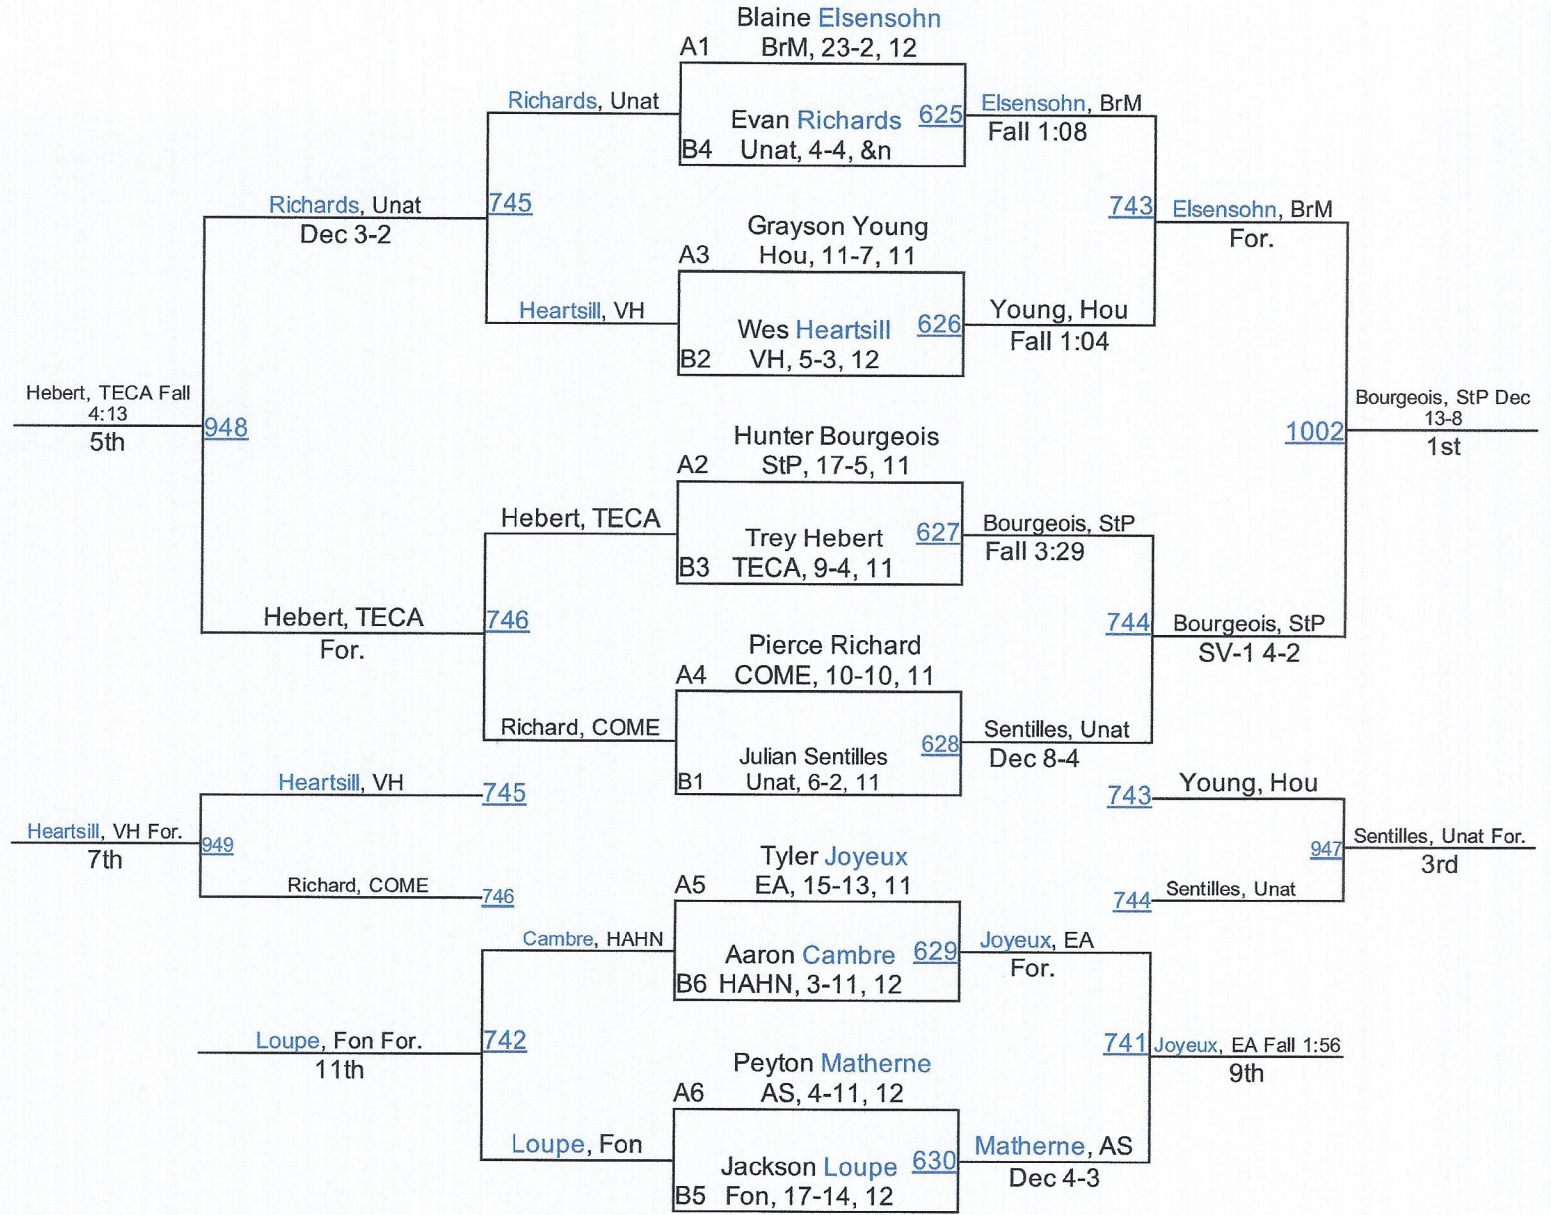 Blaine Elsensohn
A1 BrM, 23-2, 12
Richards, Unat
Evan Richards 625
B4 Unat, 4-4, &n
Elsensohn, BrM
Fall 1:08
Richards, Unat
Dec 3-2
745
743
Elsensohn, BrM
For.
Grayson Young
A3 Hou, 11-7, 11
Heartsill, VH
Wes Heartsill 626
B2 VH, 5-3, 12
Young, Hou
Fall 1:04
Hebert, TECA Fall
4:13
5th
948
1002
Bourgeois, StP Dec
13-8
1st
Hunter Bourgeois
A2 StP, 17-5, 11
Hebert, TECA
Trey Hebert 627
B3 TECA, 9-4, 11
Bourgeois, StP
Fall 3:29
Hebert, TECA
For.
746
744
Bourgeois, StP
SV-1 4-2
Pierce Richard
A4 COME, 10-10, 11
Richard, COME
Julian Sentilles 628
B1 Unat, 6-2, 11
Sentilles, Unat
Dec 8-4
Heartsill, VH 745
Heartsill, VH For.
7th
949
Richard, COME 746
743 Young, Hou
947
Sentilles, Unat For.
3rd
744 Sentilles, Unat
Tyler Joyeux
A5 EA, 15-13, 11
Cambre, HAHN
Aaron Cambre 629
B6 HAHN, 3-11, 12
Joyeux, EA
For.
Loupe, Fon For.
11th
742
741
Joyeux, EA Fall 1:56
9th
Peyton Matherne
A6 AS, 4-11, 12
Loupe, Fon
Jackson Loupe 630
B5 Fon, 17-14, 12
Matherne, AS
Dec 4-3